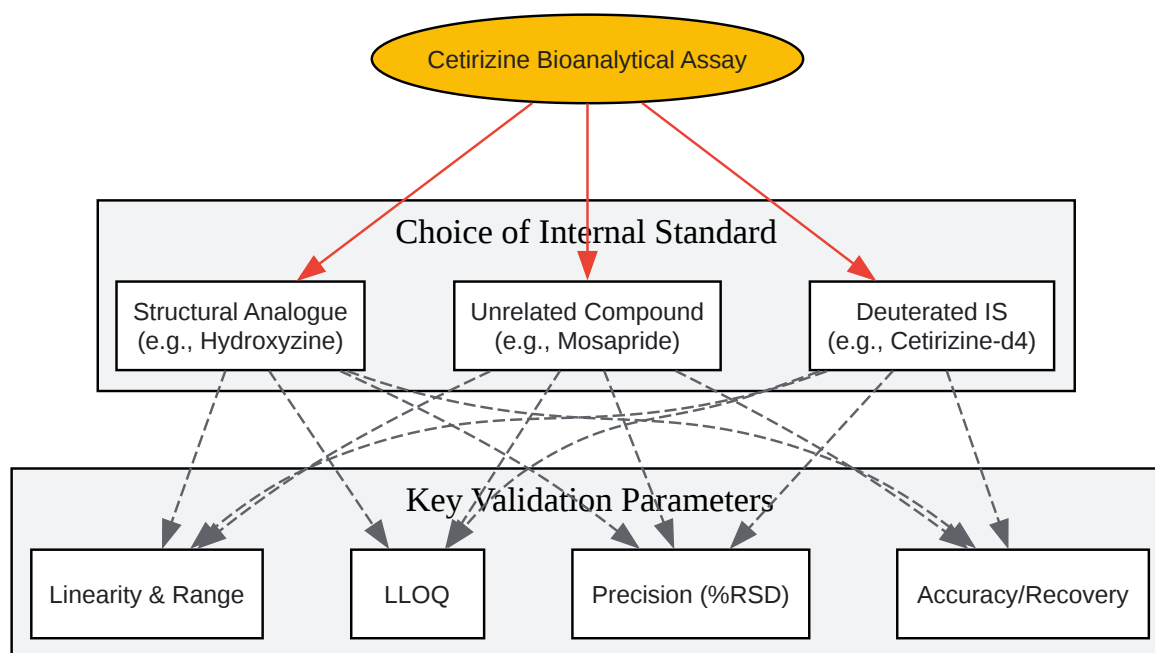 Cetirizine Bioanalytical Assay
Choice of Internal Standard
Structural Analogue
(e.g., Hydroxyzine)
Unrelated Compound
(e.g., Mosapride)
Deuterated IS
(e.g., Cetirizine-d4)
Key Validation Parameters
Linearity & Range
LLOQ
Precision (%RSD)
Accuracy/Recovery